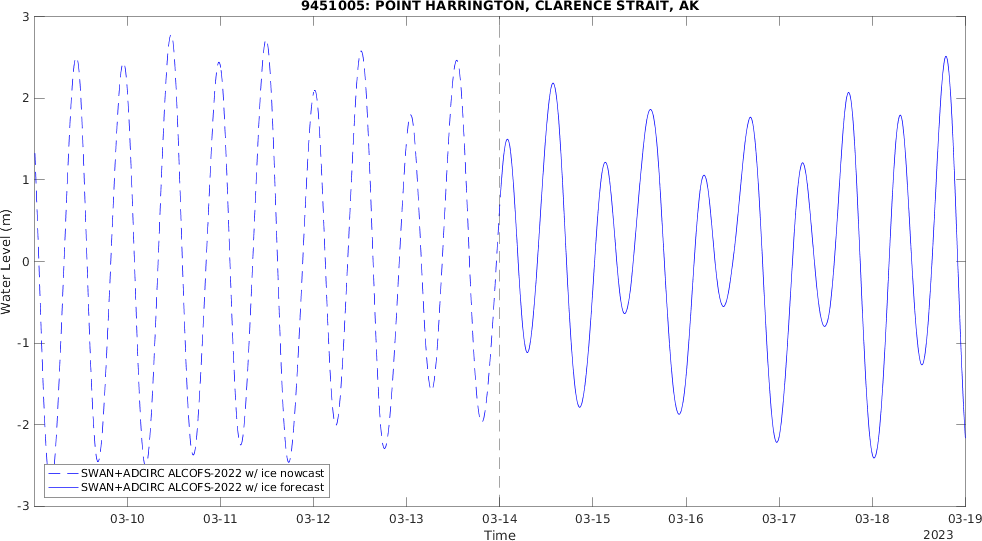 9451005: POINT HARRINGTON, CLARENCE STRAIT, AK
3
2
1
0
-1
-2
-3
Water Level (m)
SWAN+ADCIRC ALCOFS-2022 w/ ice nowcast
SWAN+ADCIRC ALCOFS-2022 w/ ice forecast
03-10 03-11 03-12 03-13 03-14 03-15 03-16 03-17 03-18 03-19
Time
2023